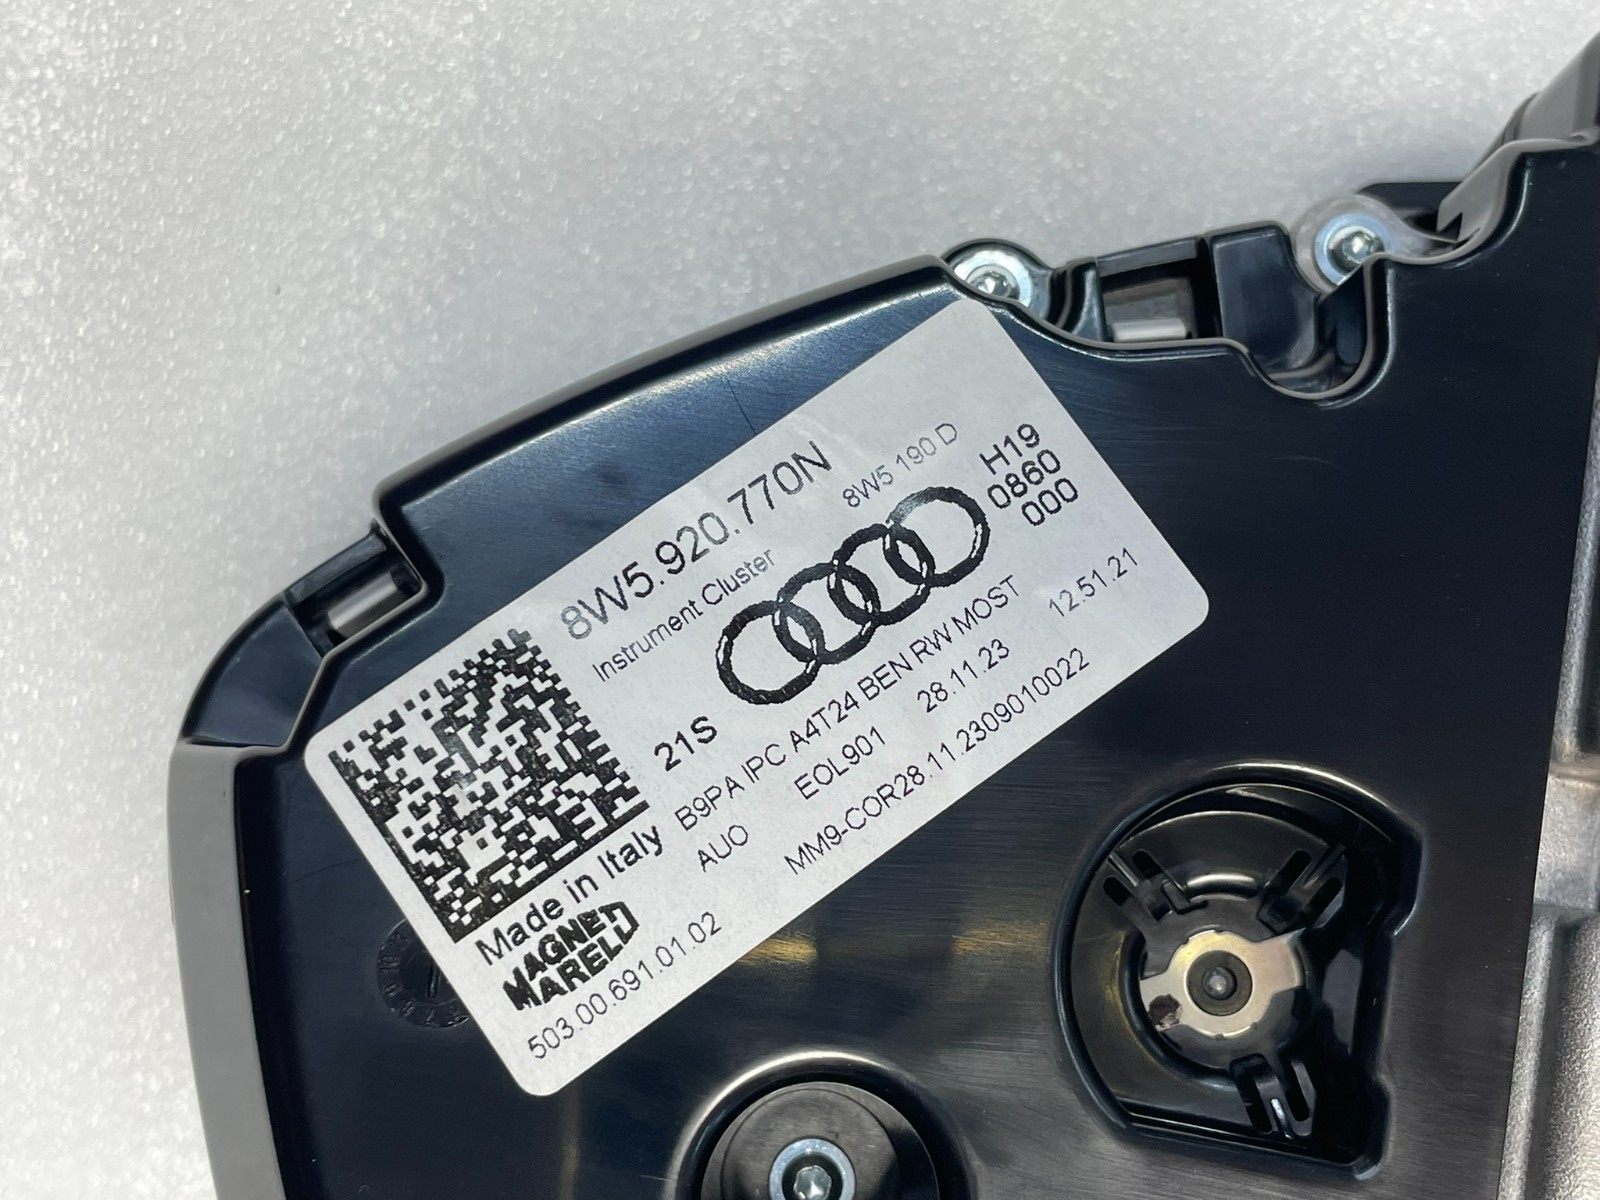 8W5.920.770N
Instrument Cluster
8W5 190 D
H19
0860
000
21S
B9PA IPC A4T24 BEN RW MOST
AUO
EOL901
28.11.23
12.51.21
MM9-COR28.11.2309010022
Made in Italy
MAGNETI
MARELLI
503.00.691.01.02